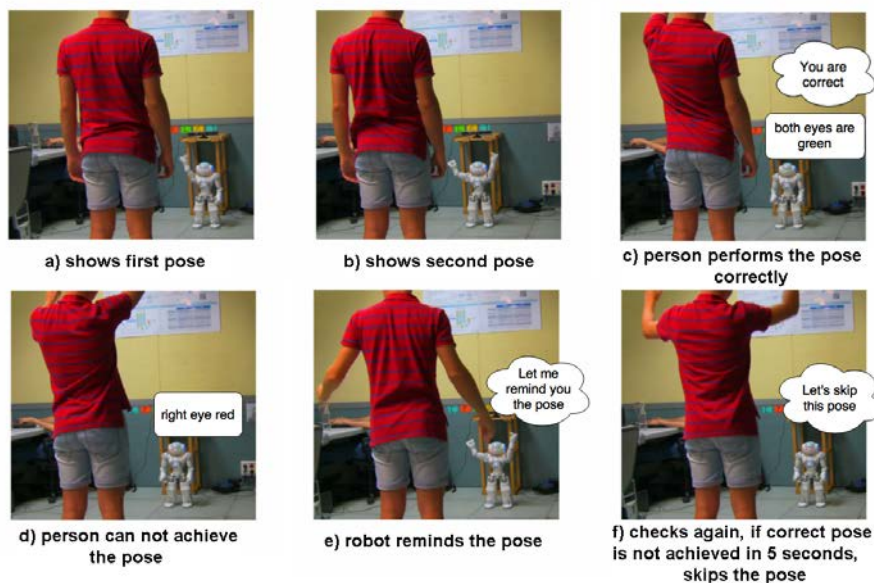 You are
correct
both eyes are
green
a) shows first pose
b) shows second pose
c) person performs the pose
correctly
right eye red
Let me
remind you
the pose
Let's skip
this pose
d) person can not achieve
the pose
e) robot reminds the pose
f) checks again, if correct pose
is not achieved in 5 seconds,
skips the pose